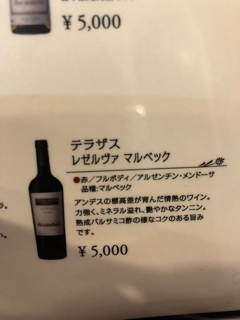 ¥5,000
テラザス
レゼルヴァ マルベック
●赤／フルボディ／アルゼンチン・メンドーサ
品種:マルベック
アンデスの標高差が育んだ情熱のワイン。
力強く、ミネラル溢れ、艶やかなタンニン。
熟成バルサミコ酢の様なコクのある旨み
です。
¥5,000